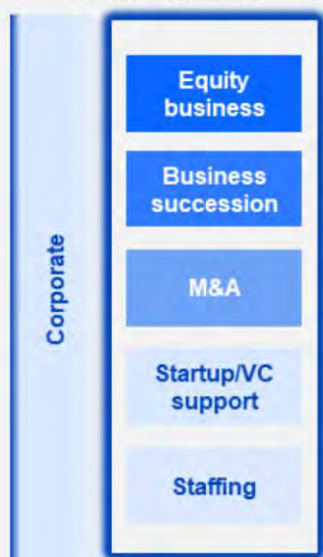 Corporate
Equity
business
Business
succession
M&A
Startup/VC
support
Staffing